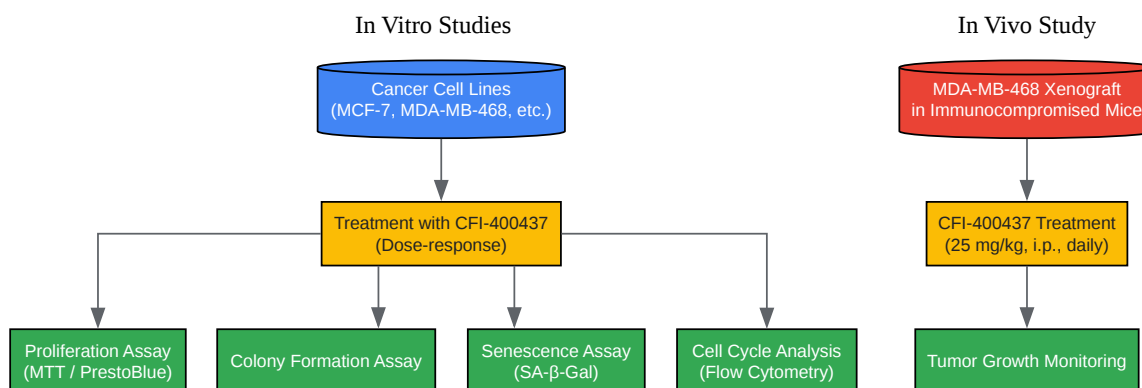 In Vitro Studies
In Vivo Study
Cancer Cell Lines
(MCF-7, MDA-MB-468, etc.)
MDA-MB-468 Xenograft
in Immunocompromised Mice
Treatment with CFI-400437
(Dose-response)
CFI-400437 Treatment
(25 mg/kg, i.p., daily)
Proliferation Assay
(MTT / PrestoBlue)
Colony Formation Assay
Senescence Assay
(SA-β-Gal)
Cell Cycle Analysis
(Flow Cytometry)
Tumor Growth Monitoring